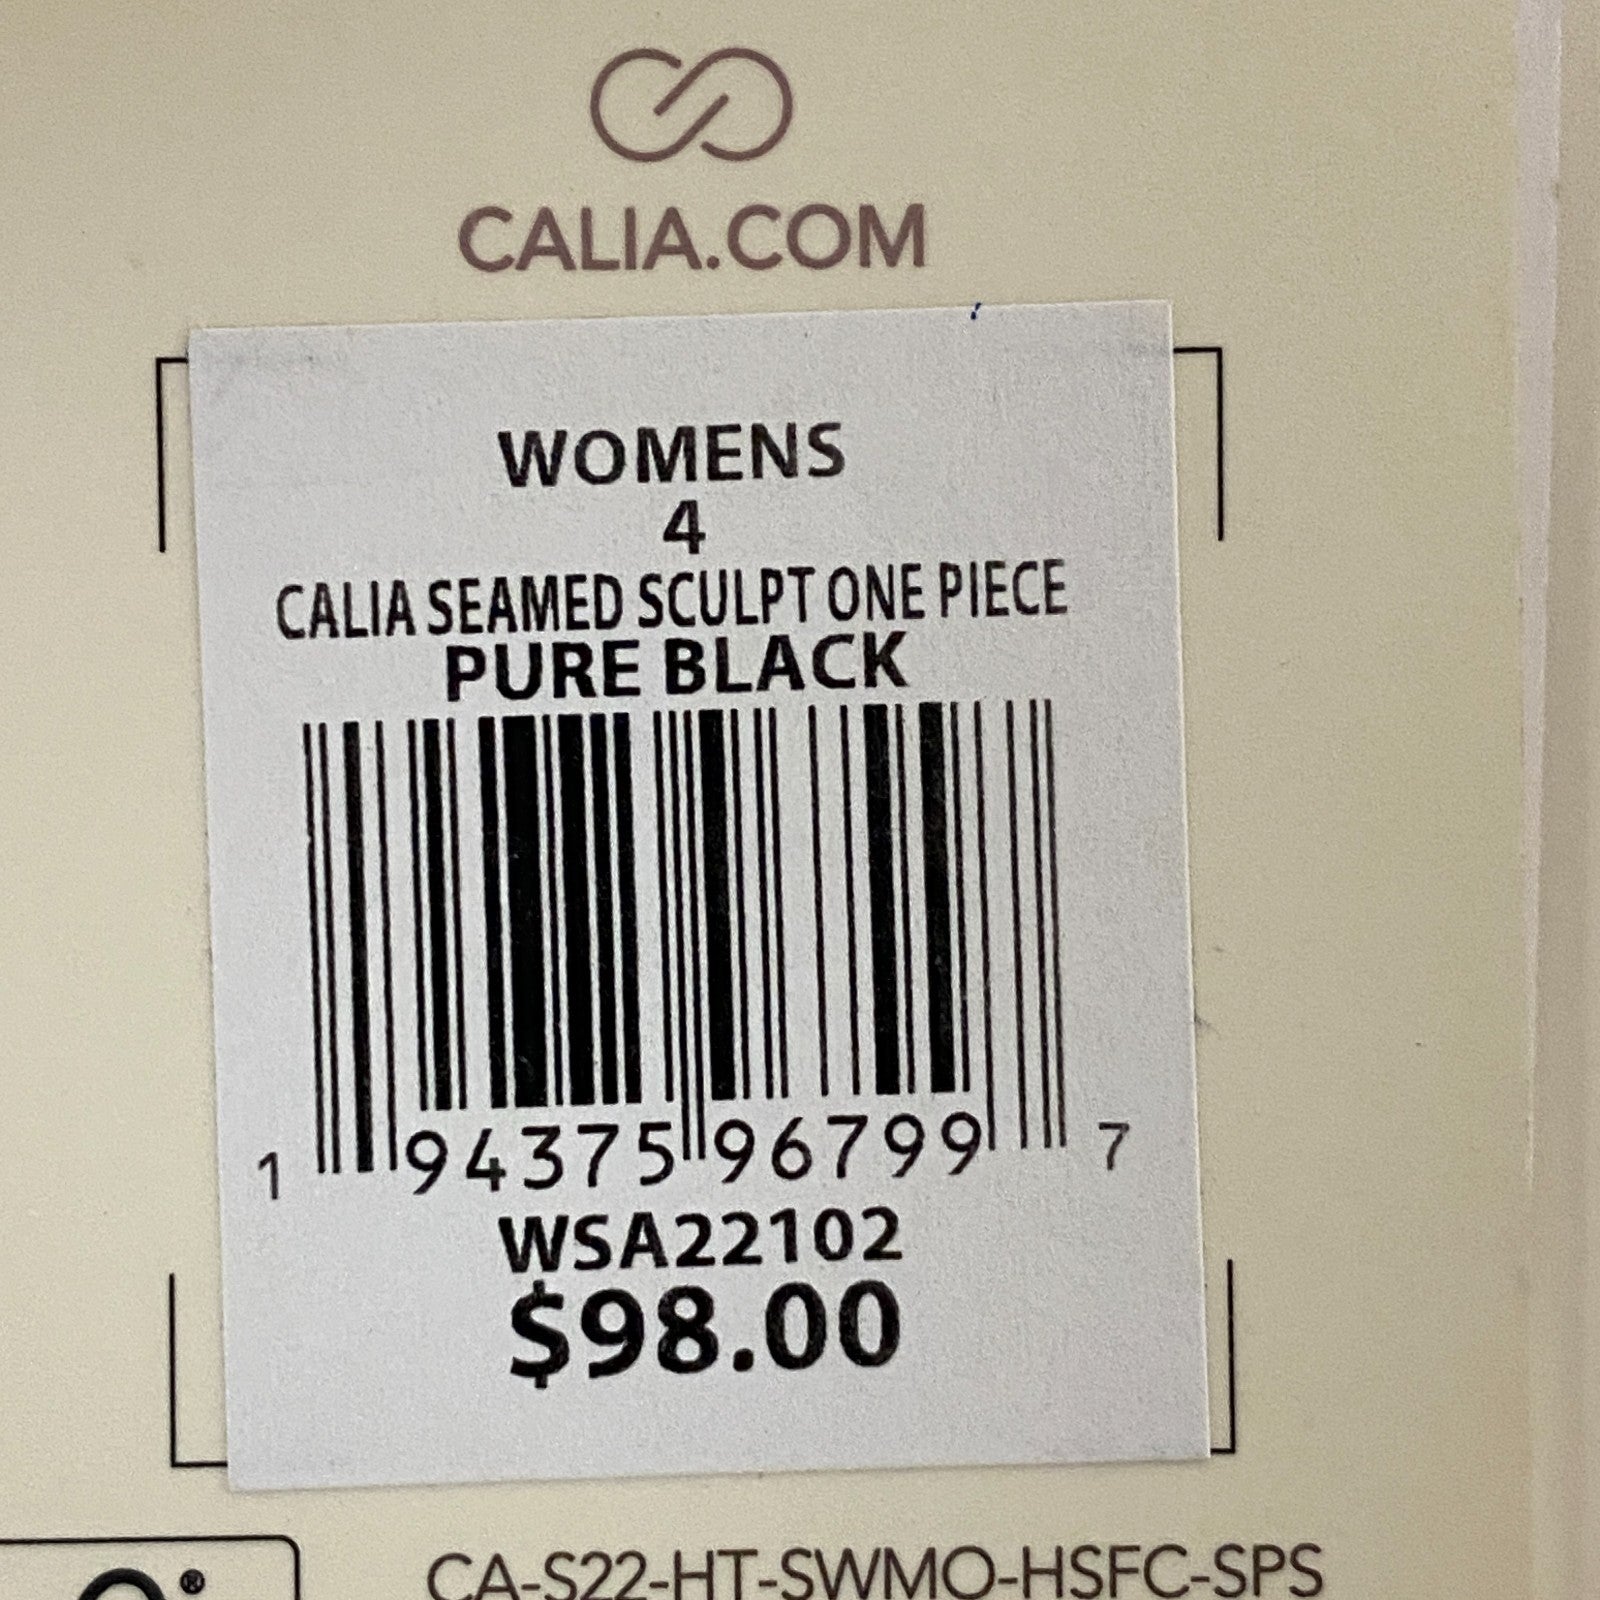 CALIA.COM
WOMENS
4
CALIA SEAMED SCULPT ONE PIECE
PURE BLACK
1 94375 96799 7
WSA22102
$98.00
®
CA-S22-HT-SWMO-HSFC-SPS